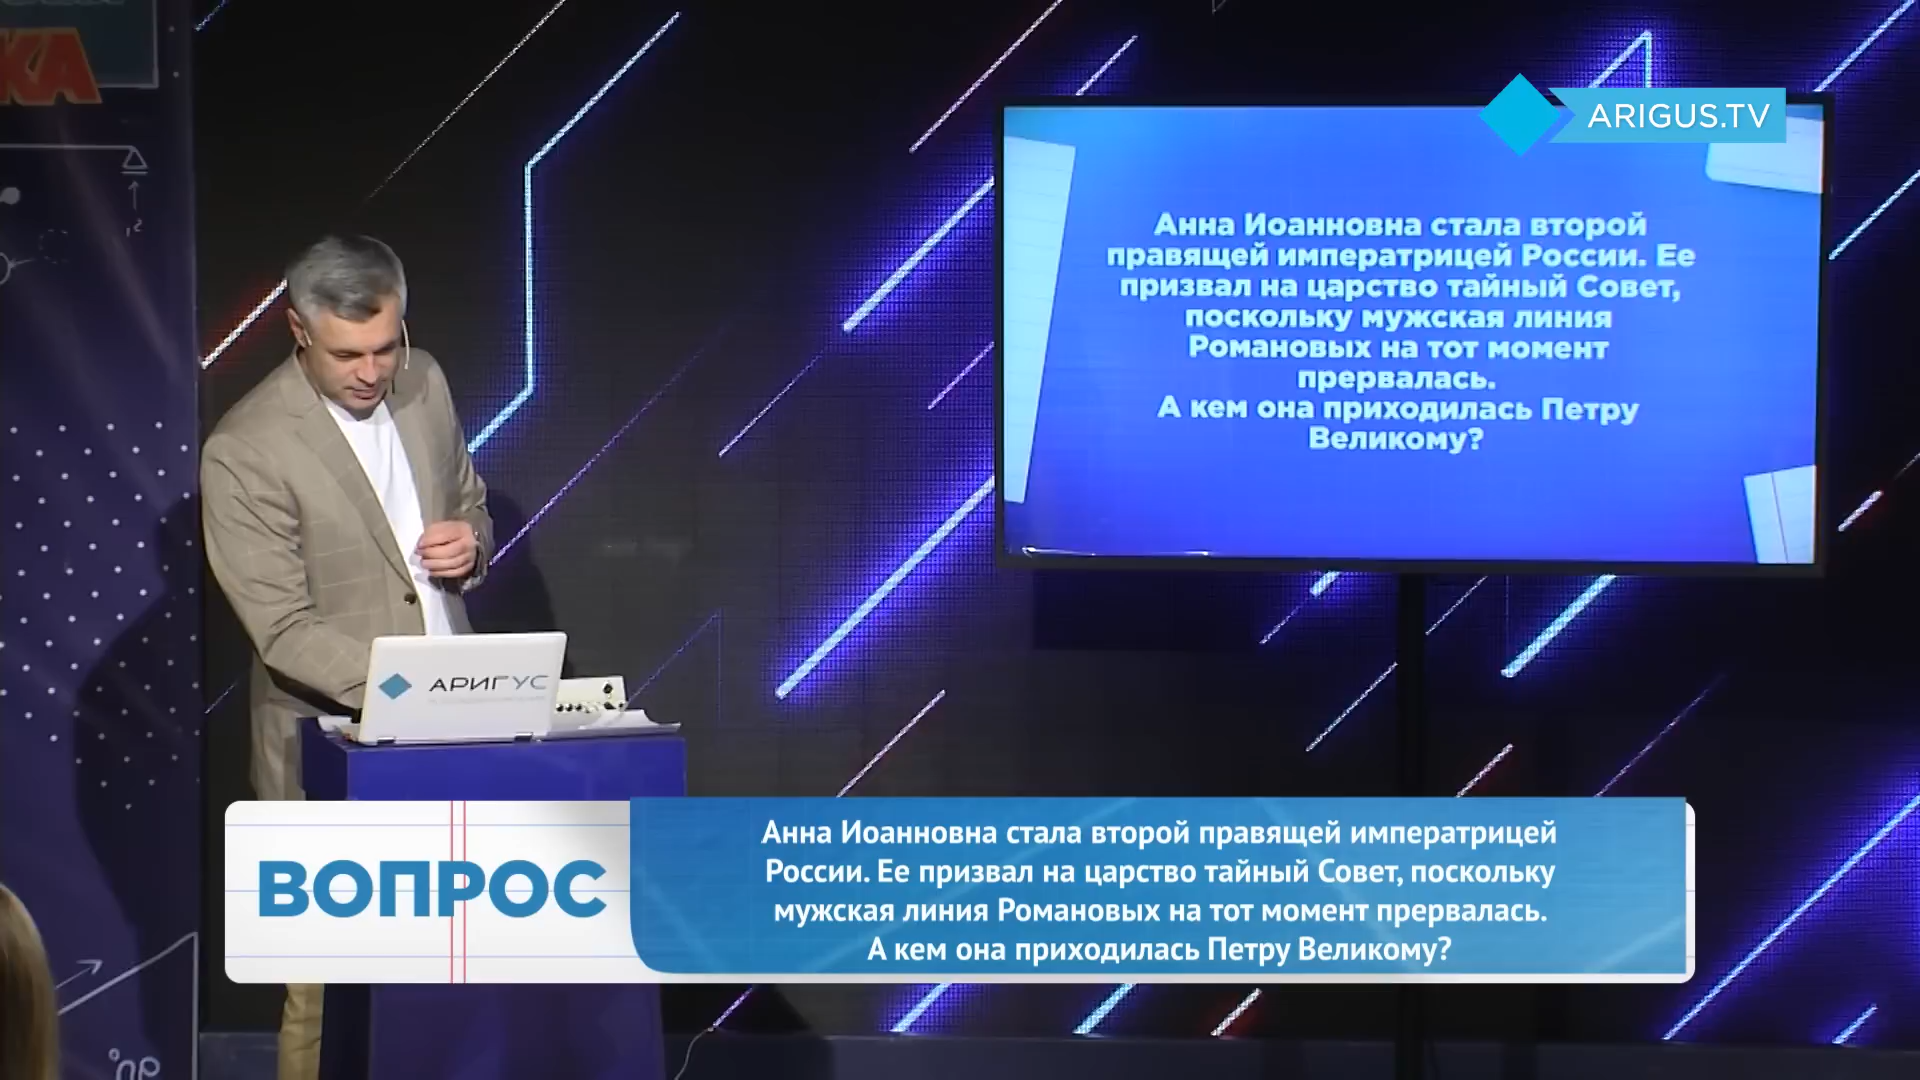 КА
ARIGUS.TV
Анна Иоанновна стала второй
правящей императрицей России. Ее
призвал на царство тайный Совет,
поскольку мужская линия
Романовых на тот момент
прервалась.
А кем она приходилась Петру
Великому?
АРИГУС
ВОПРОС
Анна Иоанновна стала второй правящей императрицей
России. Ее призвал на царство тайный Совет, поскольку
мужская линия Романовых на тот момент прервалась.
А кем она приходилась Петру Великому?